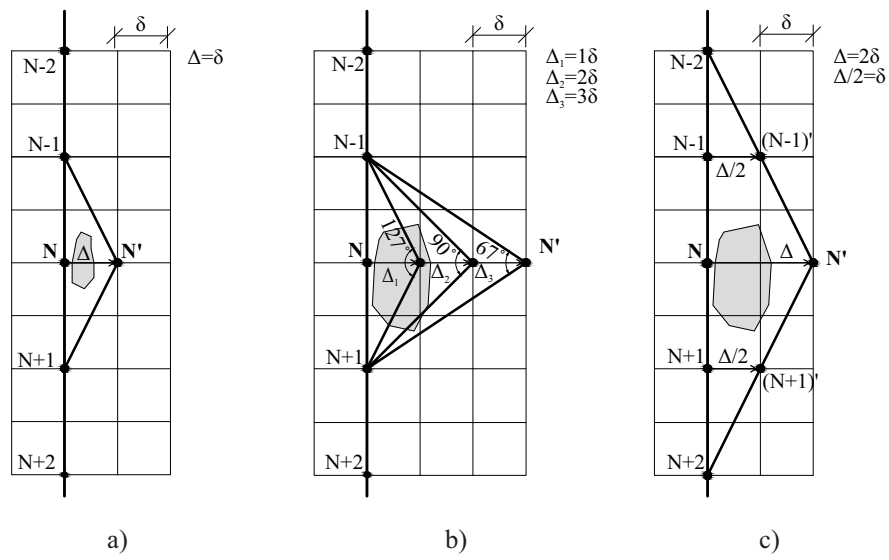 δ
Δ=δ
N-2
N-1
N
Δ
N'
N+1
N+2
a)
δ
Δ₁=1δ
Δ₂=2δ
Δ₃=3δ
N-2
N-1
127°
90°
67°
N
N'
Δ₁
Δ₂
Δ₃
N+1
N+2
b)
δ
Δ=2δ
Δ/2=δ
N-2
N-1
(N-1)'
Δ/2
N
Δ
N'
N+1
Δ/2
(N+1)'
N+2
c)